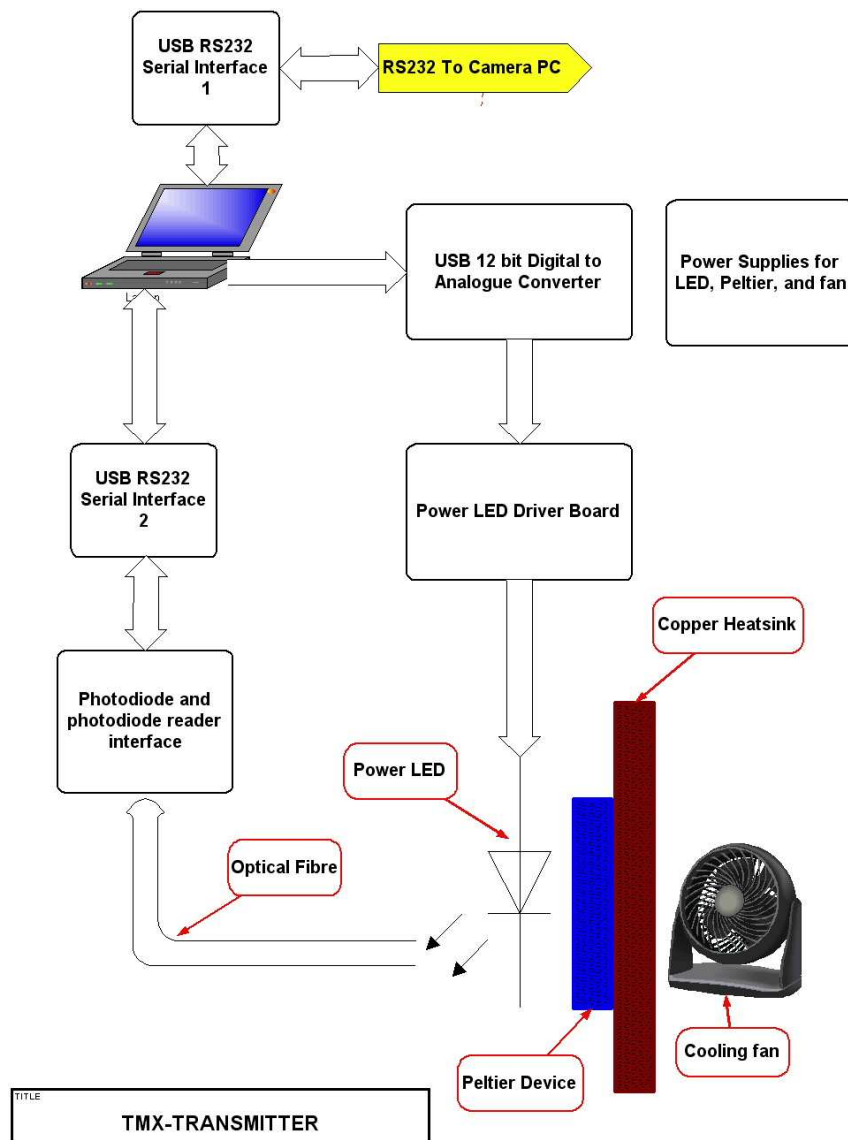 USB RS232
Serial Interface
1
RS232 To Camera PC
USB 12 bit Digital to
Analogue Converter
Power Supplies for
LED, Peltier, and fan
USB RS232
Serial Interface
2
Power LED Driver Board
Copper Heatsink
Photodiode and
photodiode reader
interface
Power LED
Optical Fibre
Cooling fan
Peltier Device
TITLE
TMX-TRANSMITTER